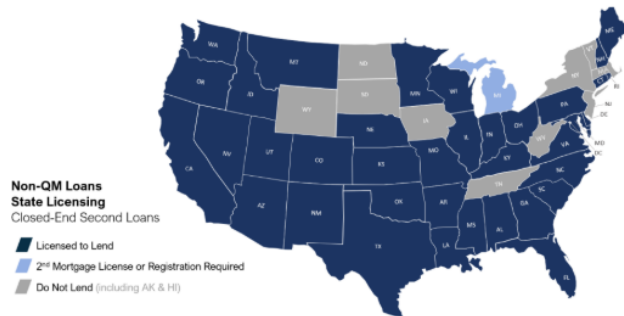 WA
MT
ND
OR
ID
SD
WY
MN
WI
MI
VT
NH
NY
CT
RI
IA
NE
PA
NJ
DE
NV
UT
CO
IL
IN
OH
WV
VA
MD
DC
CA
KS
MO
KY
NC
TN
AZ
NM
OK
AR
SC
MS
AL
GA
TX
LA
FL
Non-QM Loans
State Licensing
Closed-End Second Loans
Licensed to Lend
2nd Mortgage License or Registration Required
Do Not Lend (including AK & HI)